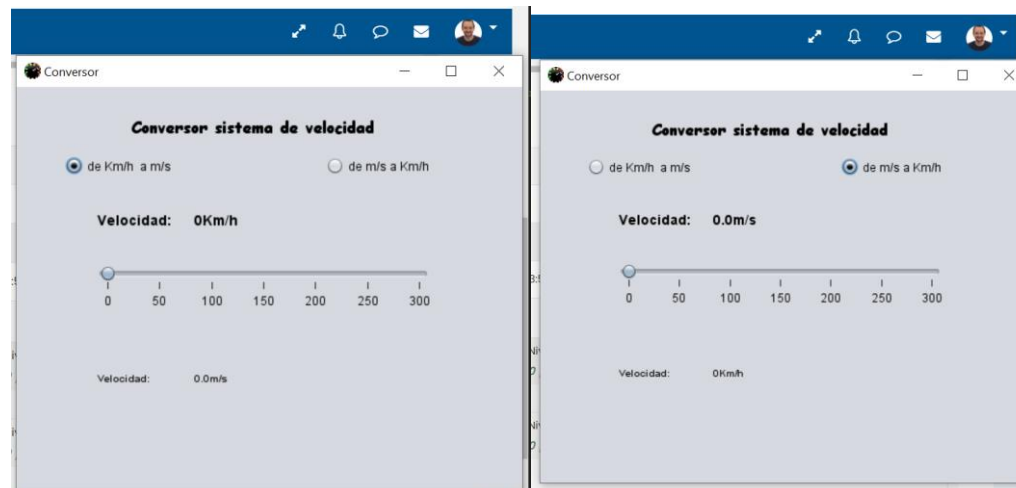 Conversor
Conversor sistema de velocidad
de Km/h a m/s
de m/s a Km/h
Velocidad: 0Km/h
0 50 100 150 200 250 300
Velocidad: 0.0m/s
Conversor
Conversor sistema de velocidad
de Km/h a m/s
de m/s a Km/h
Velocidad: 0.0m/s
0 50 100 150 200 250 300
Velocidad: 0Km/h